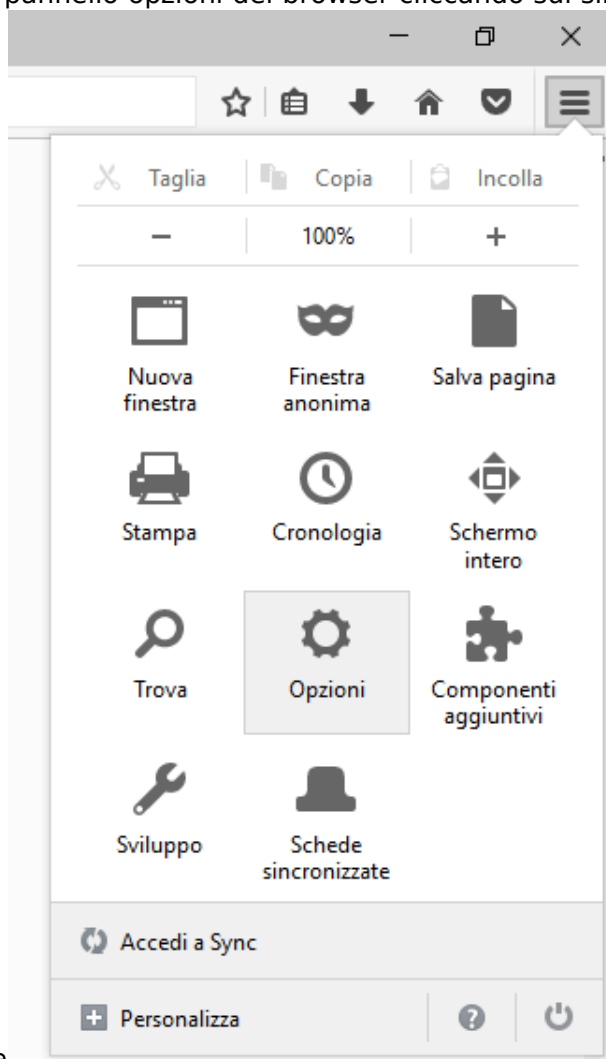 pannello opzioni del browser cliccando sul
Taglia Copia Incolla
− 100% +
Nuova finestra
Finestra anonima
Salva pagina
Stampa
Cronologia
Schermo intero
Trova
Opzioni
Componenti aggiuntivi
Sviluppo
Schede sincronizzate
Accedi a Sync
Personalizza